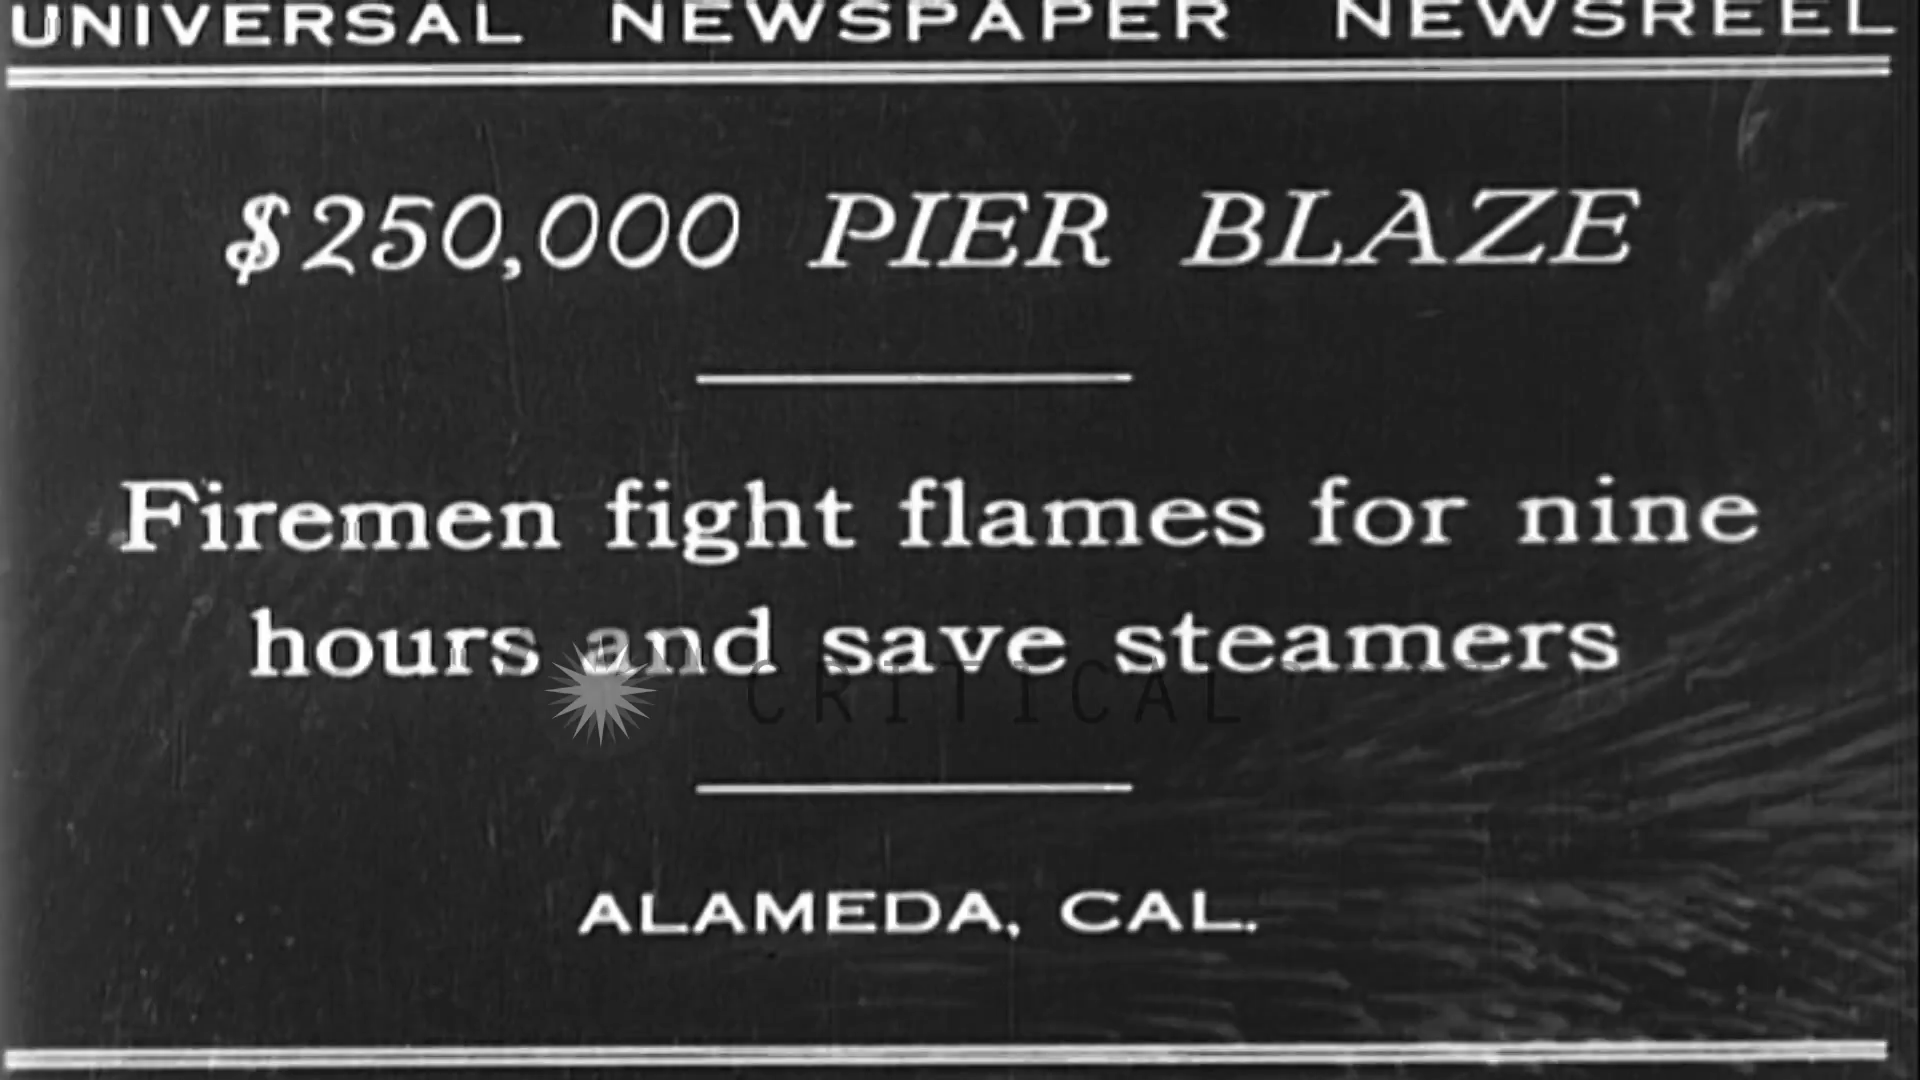 UNIVERSAL NEWSPAPER NEWSREEL
$250,000 PIER BLAZE
Firemen fight flames for nine
hours and save steamers
CRITICAL
ALAMEDA, CAL.